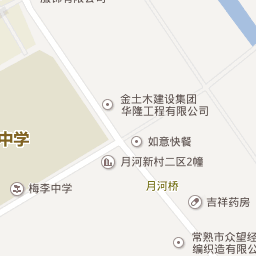 服饰有限公司
金土木建设集团
华隆工程有限公司
中学
如意快餐
月河新村二区2幢
梅李中学
月河桥
吉祥药房
常熟市众望经
编织造有限公